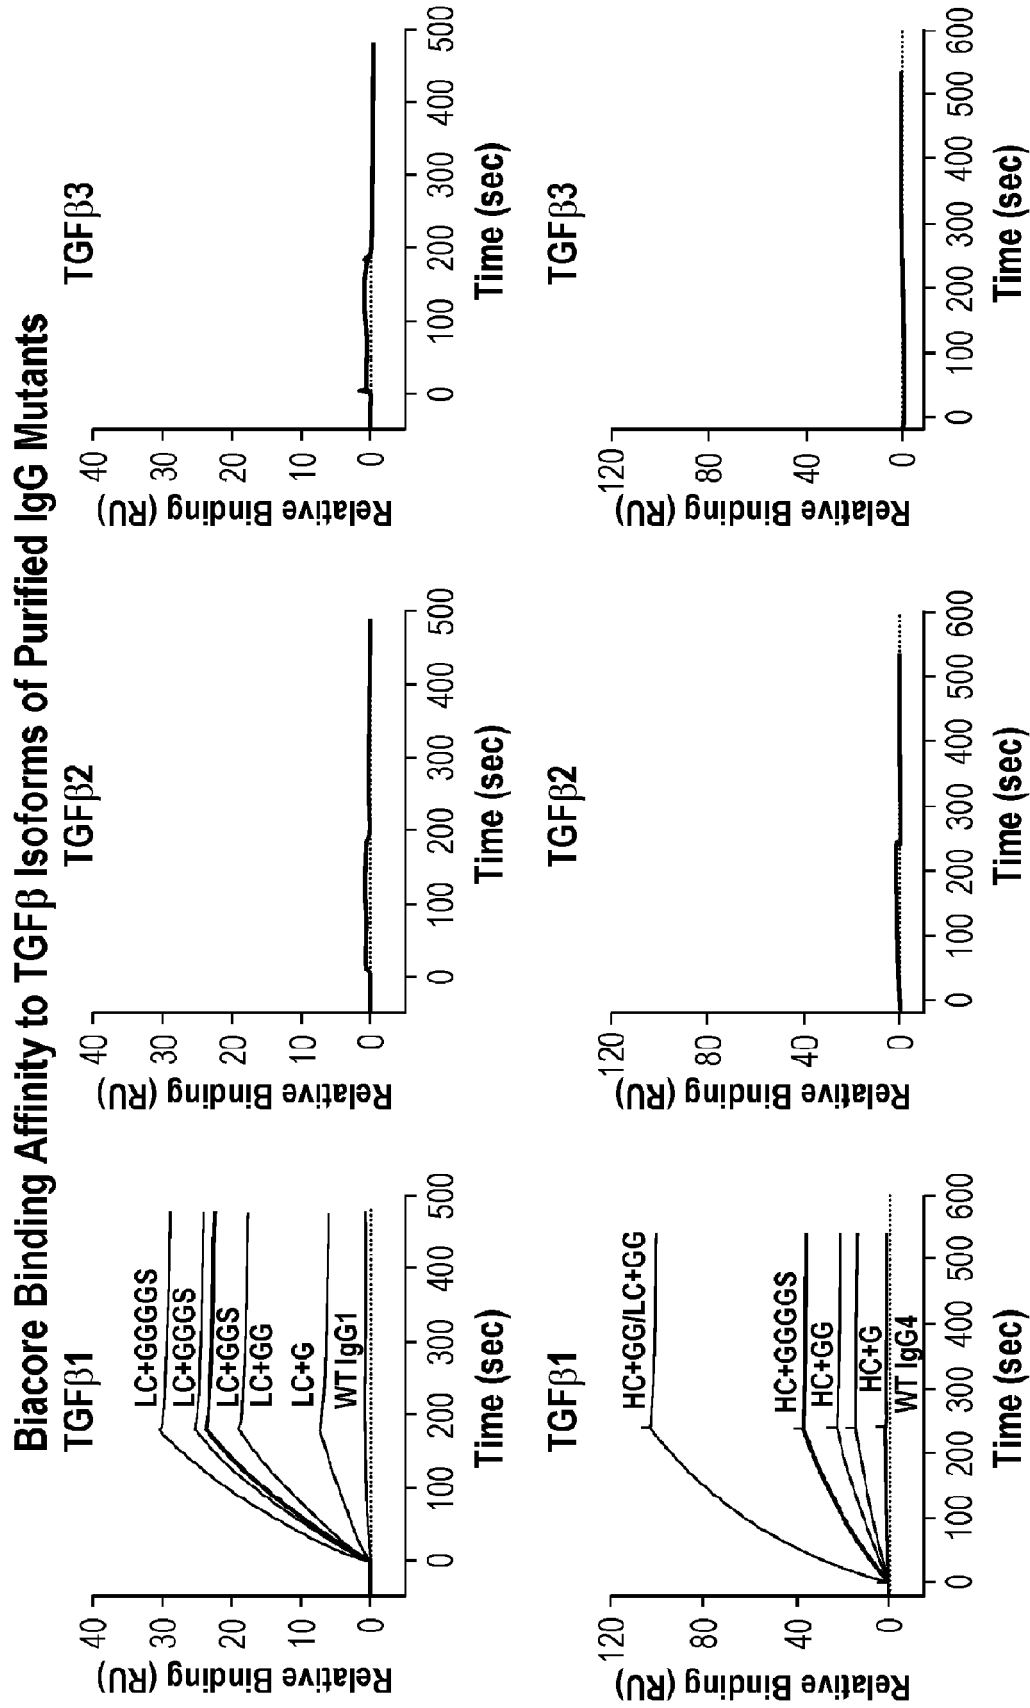 Biacore Binding Affinity to TGFβ Isoforms of Purified IgG Mutants
TGFβ1
Relative Binding (RU)
40
30
20
10
0
LC+GGGGS
LC+GGGS
LC+GGS
LC+GG
LC+G
WT IgG1
0 100 200 300 400 500
Time (sec)
TGFβ2
Relative Binding (RU)
40
30
20
10
0
0 100 200 300 400 500
Time (sec)
TGFβ3
Relative Binding (RU)
40
30
20
10
0
0 100 200 300 400 500
Time (sec)
TGFβ1
Relative Binding (RU)
120
80
40
0
HC+GG/LC+GG
HC+GGGGS
HC+GG
HC+G
WT IgG4
0 100 200 300 400 500 600
Time (sec)
TGFβ2
Relative Binding (RU)
120
80
40
0
0 100 200 300 400 500 600
Time (sec)
TGFβ3
Relative Binding (RU)
120
80
40
0
0 100 200 300 400 500 600
Time (sec)